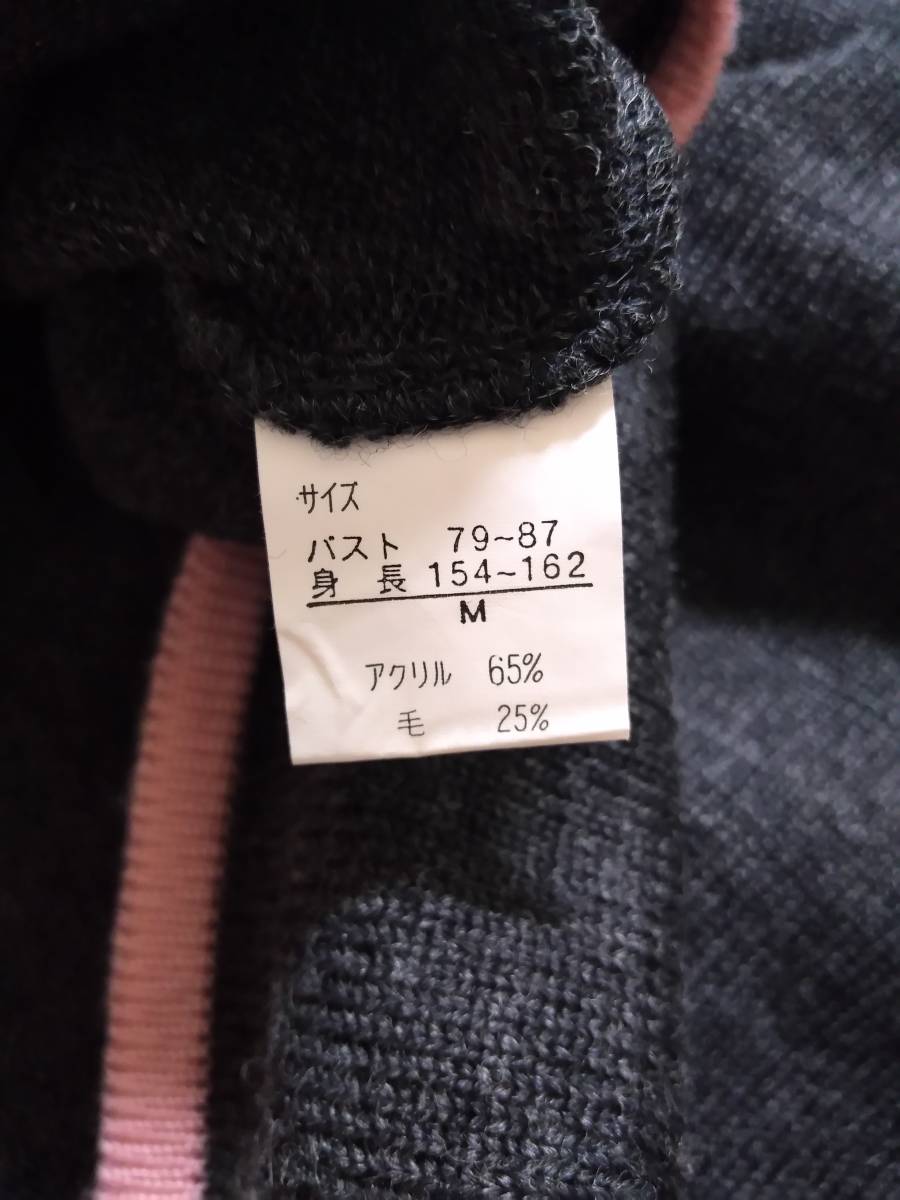 サイズ
バスト 79~87
身長 154~162
M
アクリル 65%
毛 25%